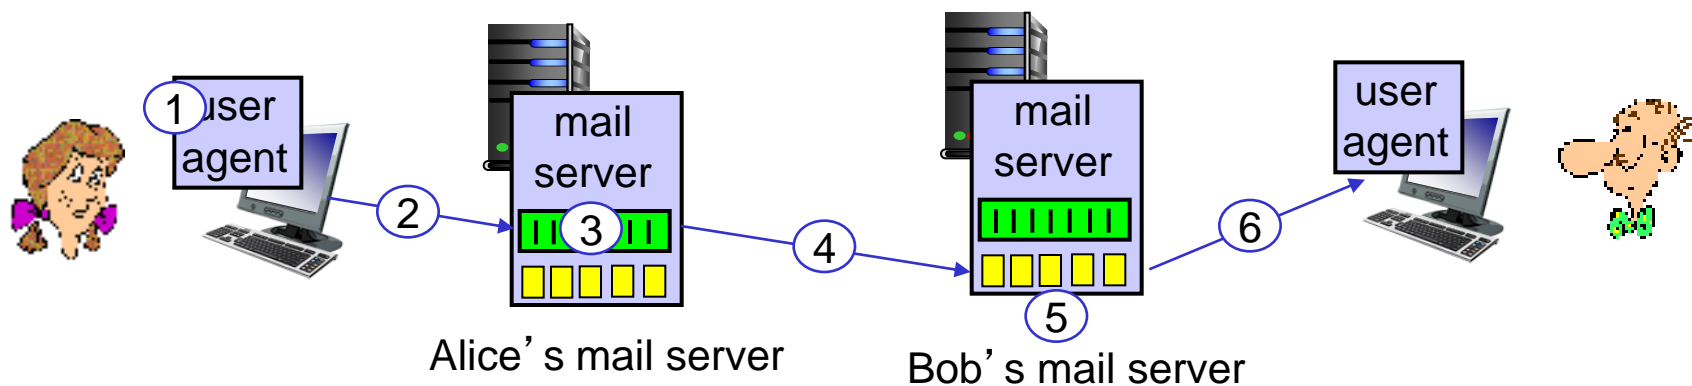 1 user
agent
2
mail
server
3
Alice's mail server
4
mail
server
5
Bob's mail server
6
user
agent